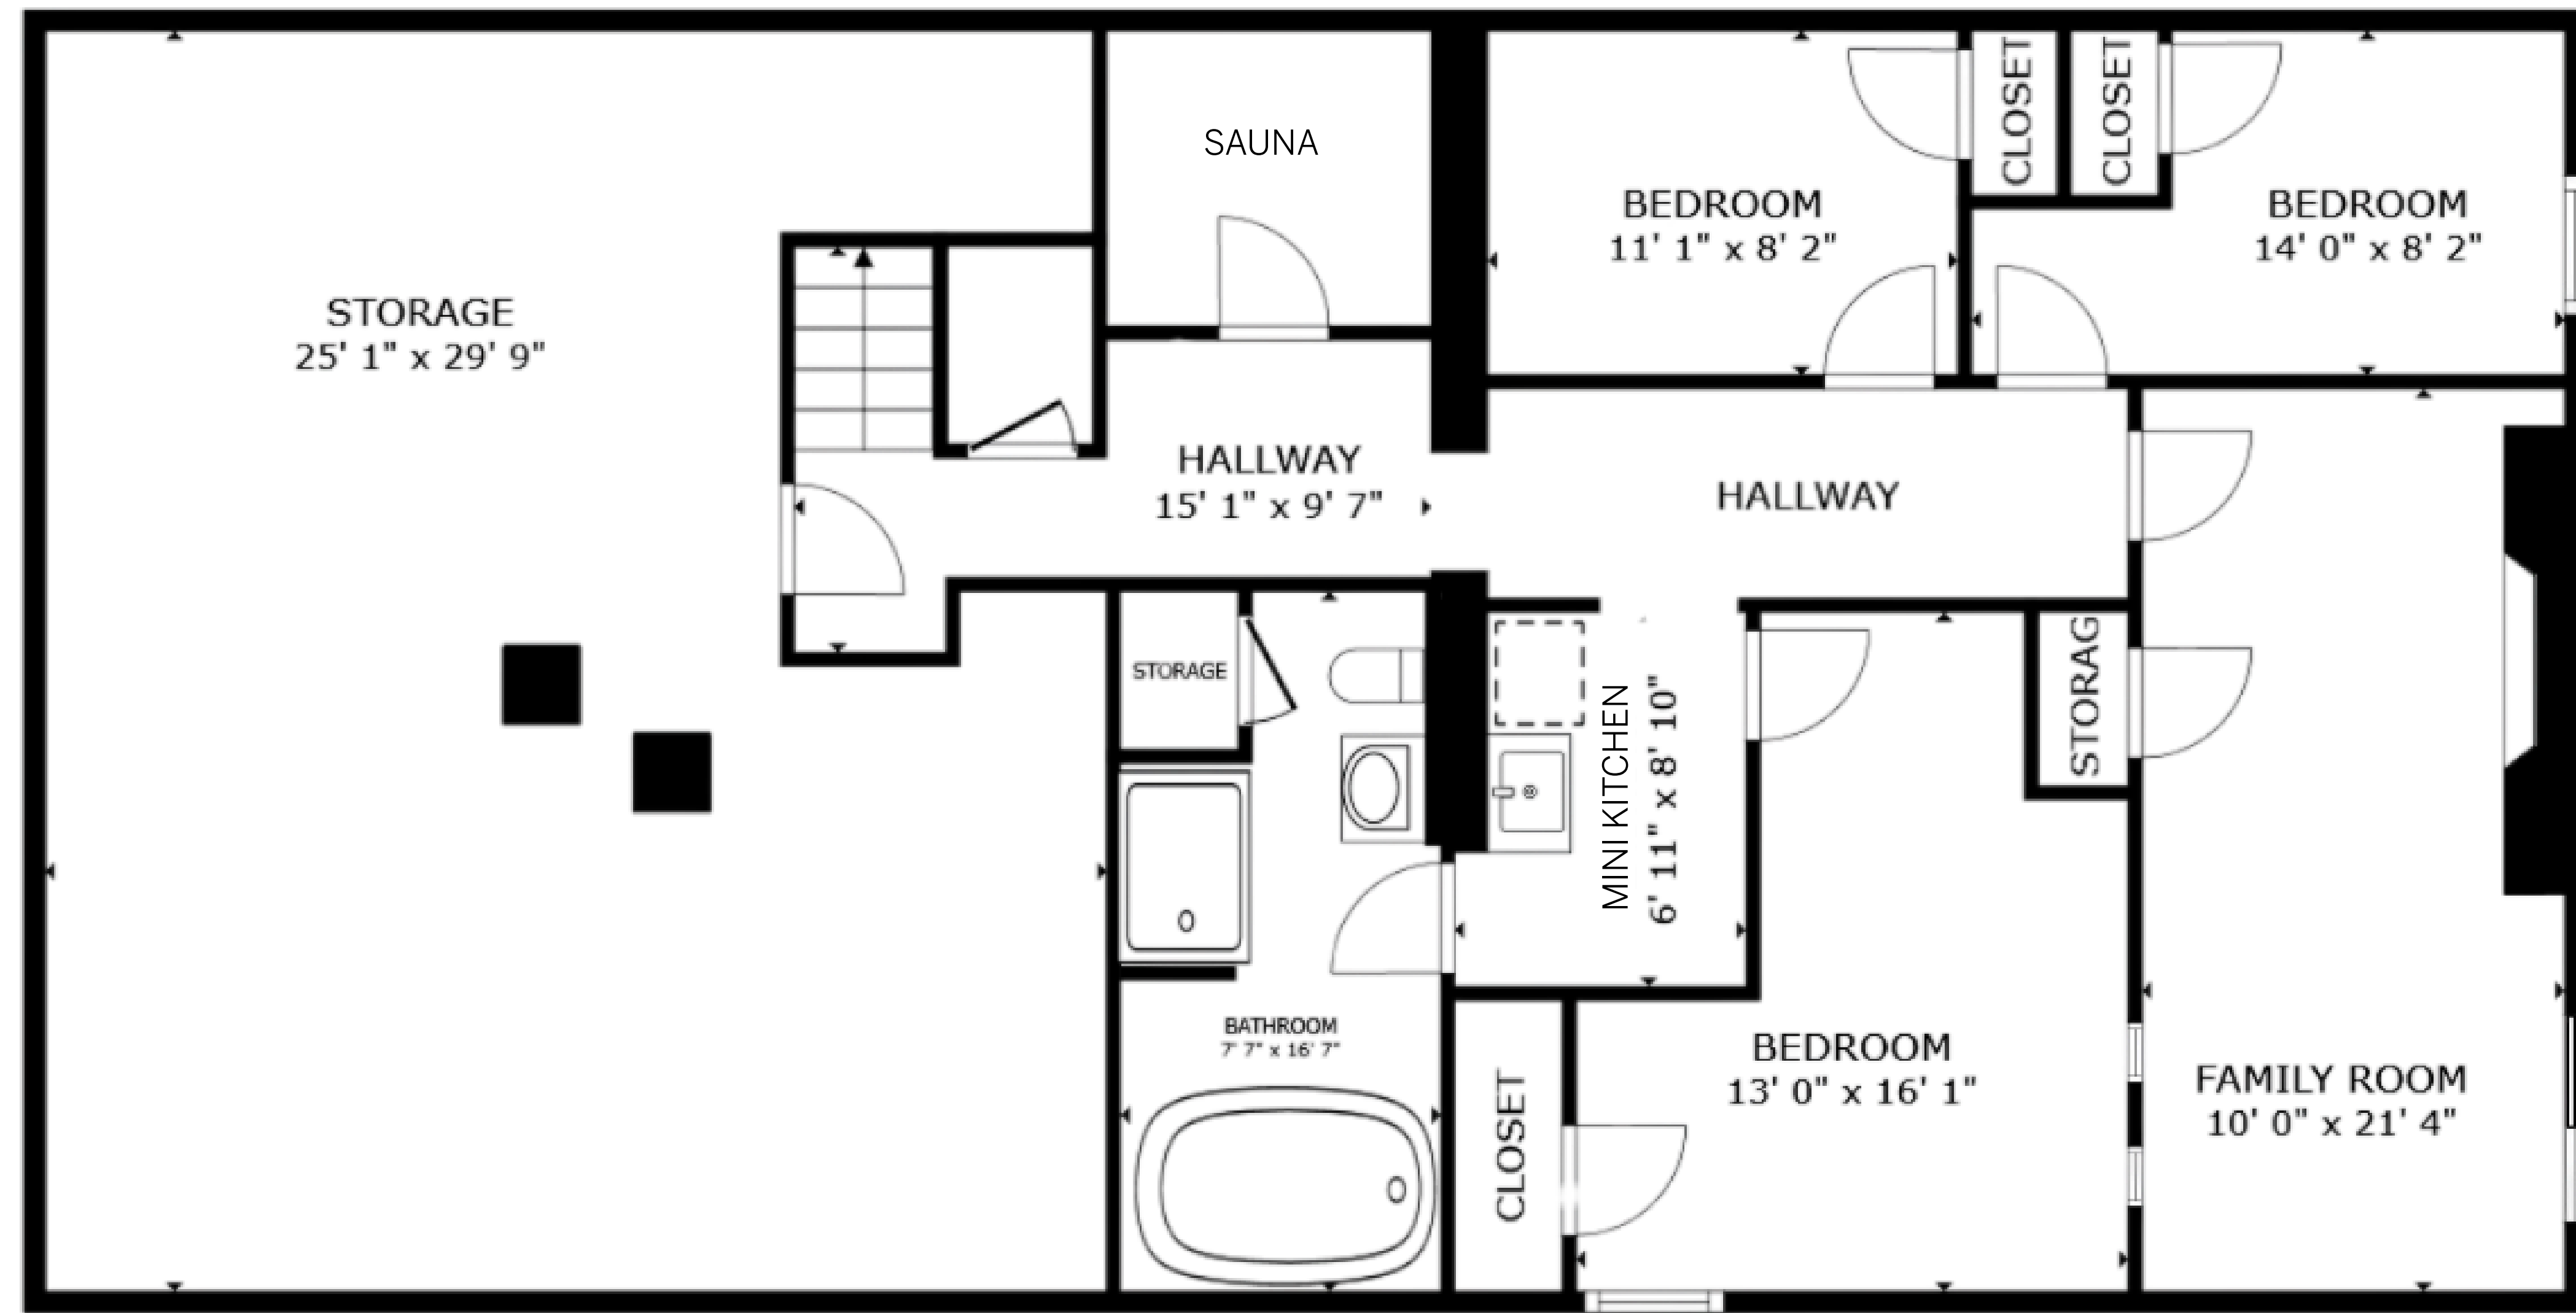 SAUNA
CLOSET
CLOSET
BEDROOM
11' 1" x 8' 2"
BEDROOM
14' 0" x 8' 2"
STORAGE
25' 1" x 29' 9"
HALLWAY
15' 1" x 9' 7"
HALLWAY
STORAGE
MINI KITCHEN
6' 11" x 8' 10"
STORAG
BATHROOM
7' 7" x 16' 7"
CLOSET
BEDROOM
13' 0" x 16' 1"
FAMILY ROOM
10' 0" x 21' 4"